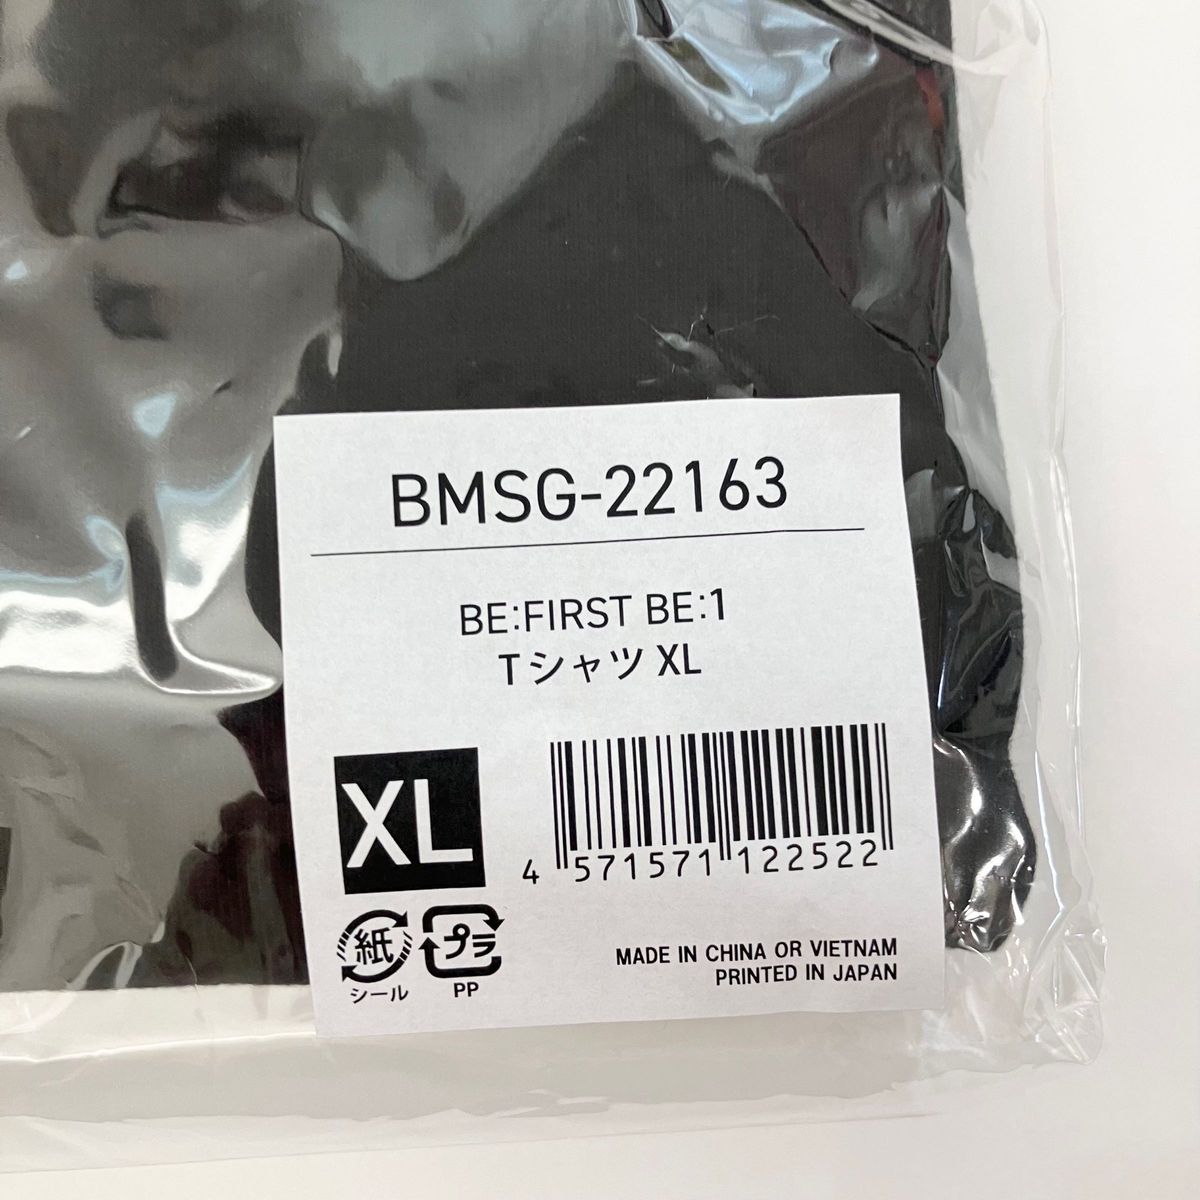 BMSG-22163
BE:FIRST BE:1
Tシャツ XL
XL
4 571571 122522
紙
シール
プラ
PP
MADE IN CHINA OR VIETNAM
PRINTED IN JAPAN